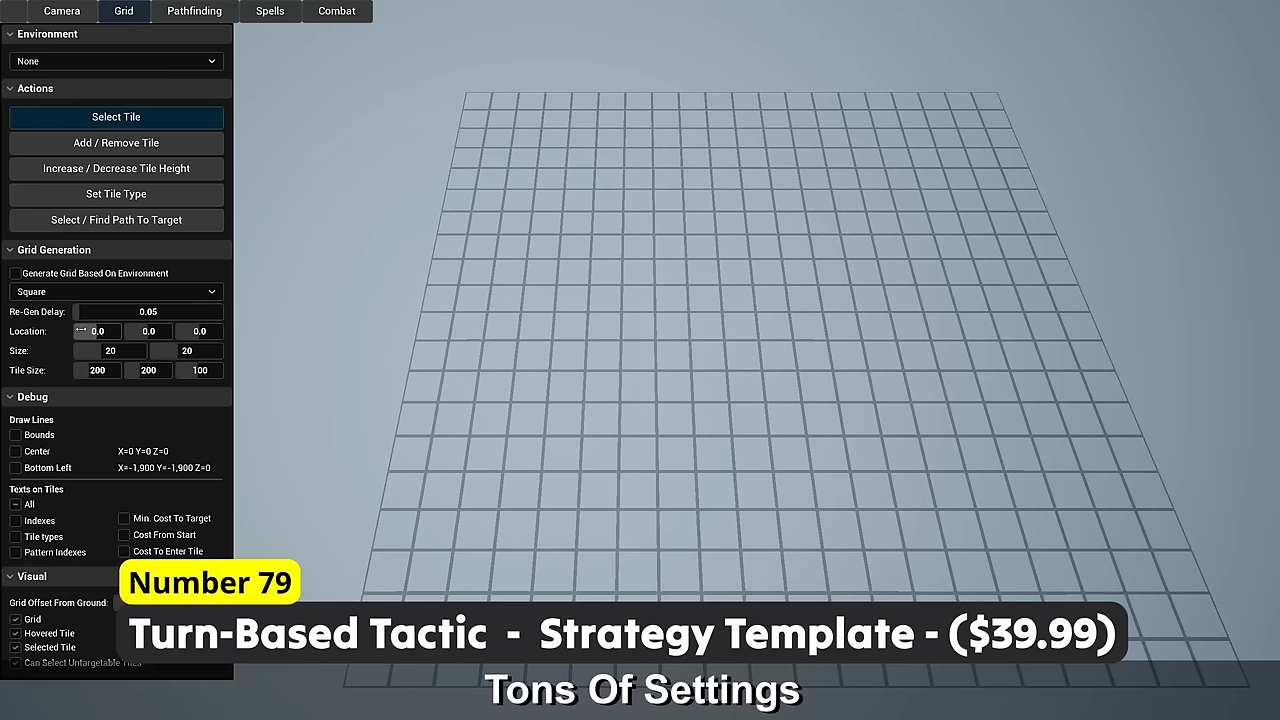 Camera Grid Pathfinding Spells Combat
Environment
None
Actions
Select Tile
Add / Remove Tile
Increase / Decrease Tile Height
Set Tile Type
Select / Find Path To Target
Grid Generation
Generate Grid Based On Environment
Square
Re-Gen Delay: 0.05
Location: 0.0 0.0 0.0
Size: 20 20
Tile Size: 200 200 100
Debug
Draw Lines
Bounds
Center X=0 Y=0 Z=0
Bottom Left X=-1,900 Y=-1,900 Z=0
Texts on Tiles
All
Indexes Min. Cost To Target
Tile types Cost From Start
Pattern Indexes Cost To Enter Tile
Visual
Number 79
Grid Offset From Ground:
Grid
Hovered Tile
Selected Tile
Can Select Untargetable Tiles
Turn-Based Tactic - Strategy Template - ($39.99)
Tons Of Settings